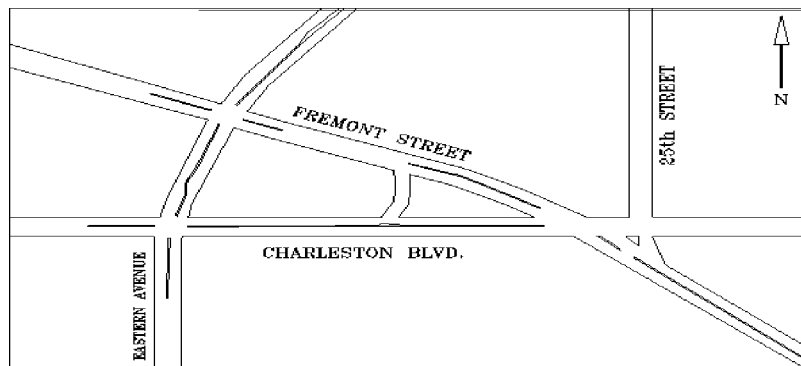 FREMONT STREET
25th STREET
N
CHARLESTON BLVD.
EASTERN AVENUE